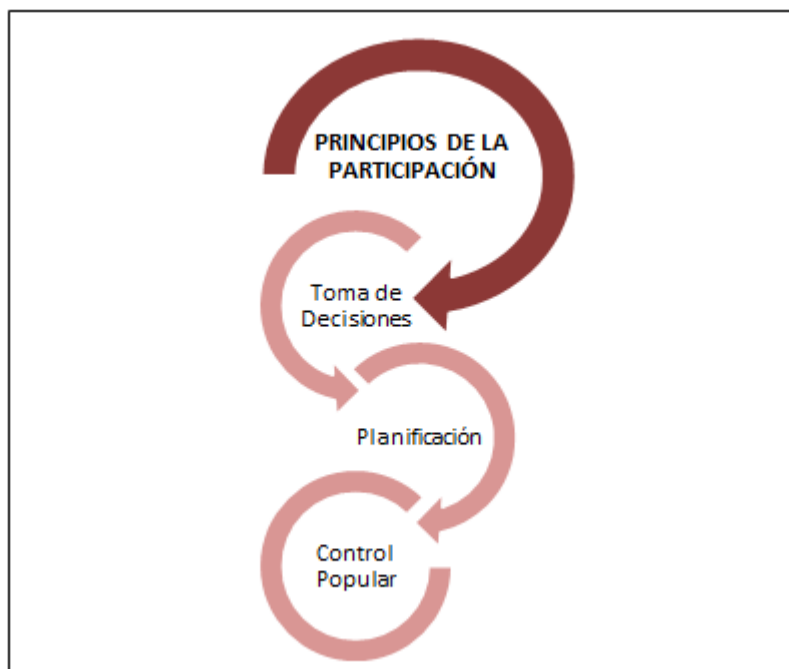 PRINCIPIOS DE LA
PARTICIPACIÓN
Toma de
Decisiones
Planificación
Control
Popular